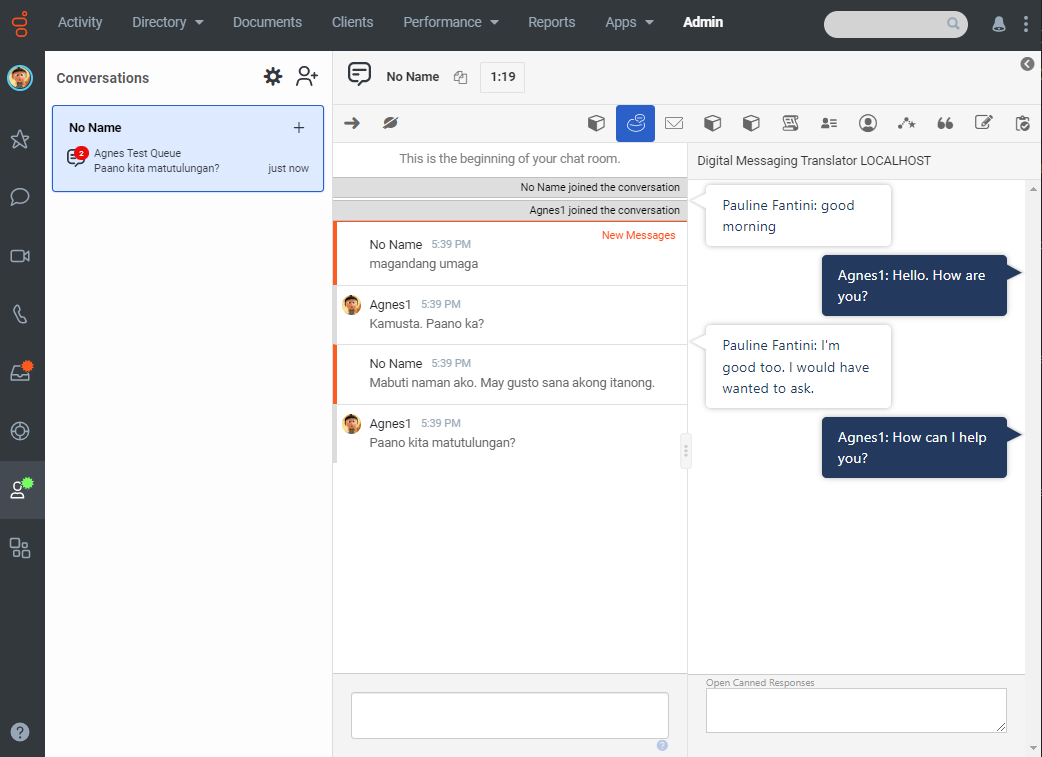 Activity
Directory
Documents
Clients
Performance
Reports
Apps
Admin
Conversations
No Name
1:19
No Name
2
Agnes Test Queue
Paano kita matutulungan?
just now
This is the beginning of your chat room.
No Name joined the conversation
Agnes1 joined the conversation
New Messages
No Name 5:39 PM
magandang umaga
Agnes1 5:39 PM
Kamusta. Paano ka?
No Name 5:39 PM
Mabuti naman ako. May gusto sana akong itanong.
Agnes1 5:39 PM
Paano kita matutulungan?
Digital Messaging Translator LOCALHOST
Pauline Fantini: good
morning
Agnes1: Hello. How are
you?
Pauline Fantini: I'm
good too. I would have
wanted to ask.
Agnes1: How can I help
you?
Open Canned Responses